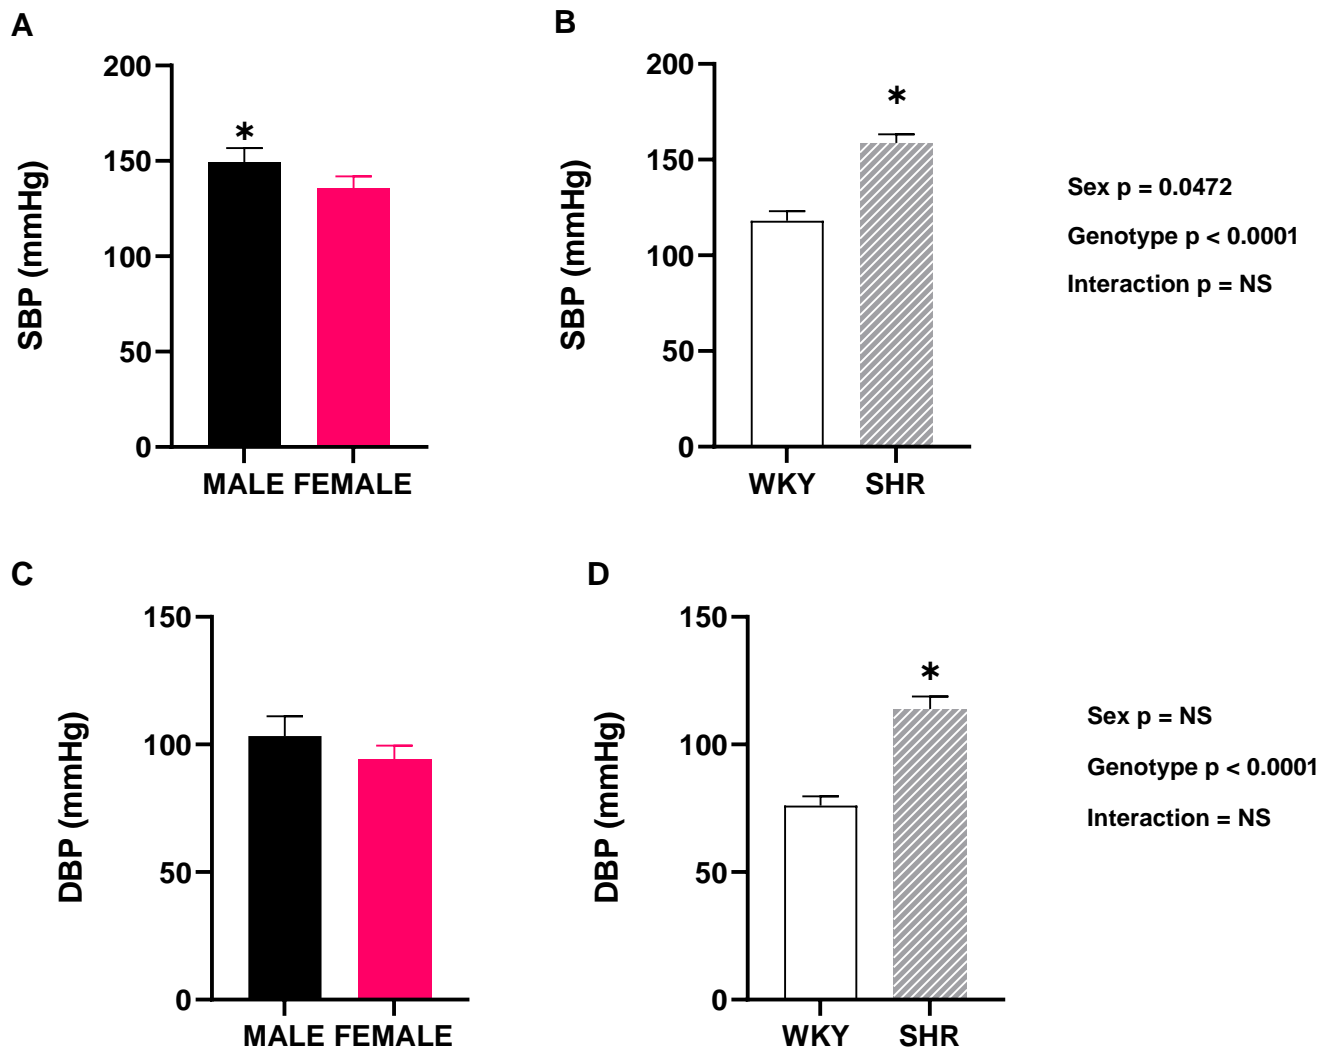 A
SBP (mmHg)
200
150
100
50
0
*
MALE FEMALE
B
SBP (mmHg)
200
150
100
50
0
*
WKY SHR
Sex p = 0.0472
Genotype p < 0.0001
Interaction p = NS
C
DBP (mmHg)
150
100
50
0
MALE FEMALE
D
DBP (mmHg)
150
100
50
0
*
WKY SHR
Sex p = NS
Genotype p < 0.0001
Interaction = NS